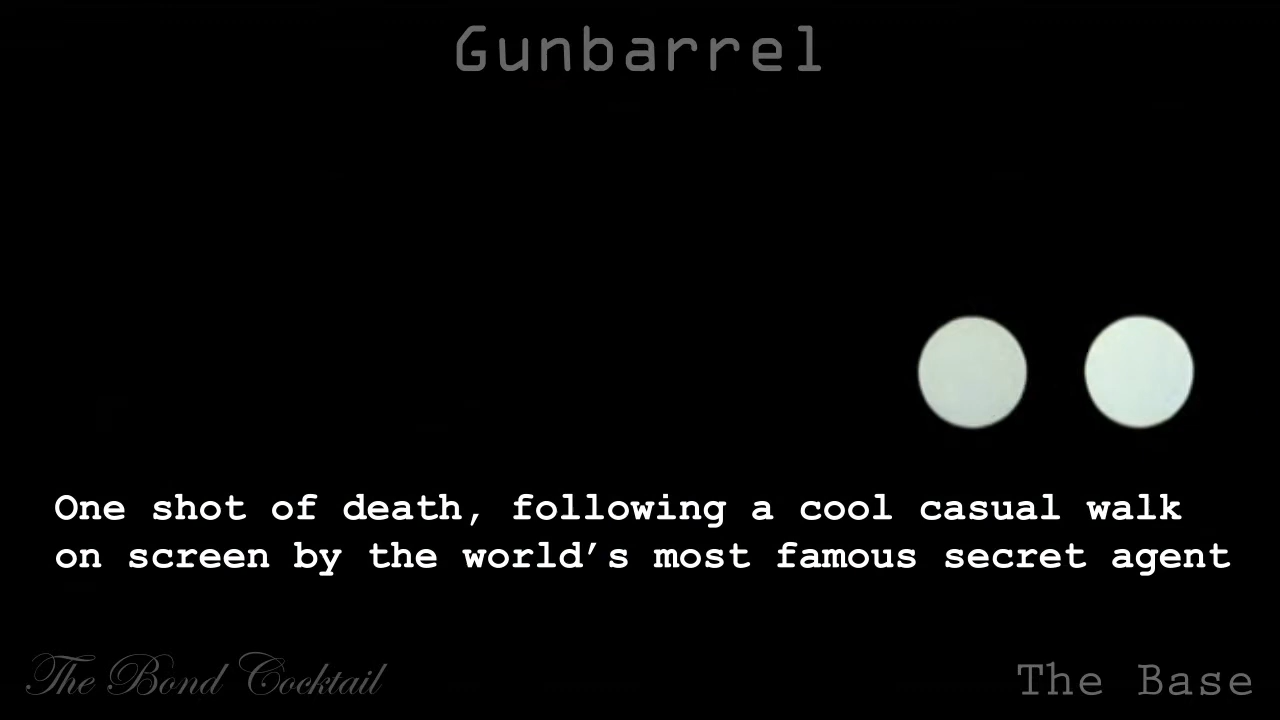 Gunbarrel
One shot of death, following a cool casual walk
on screen by the world’s most famous secret agent
The Bond Cocktail
The Base